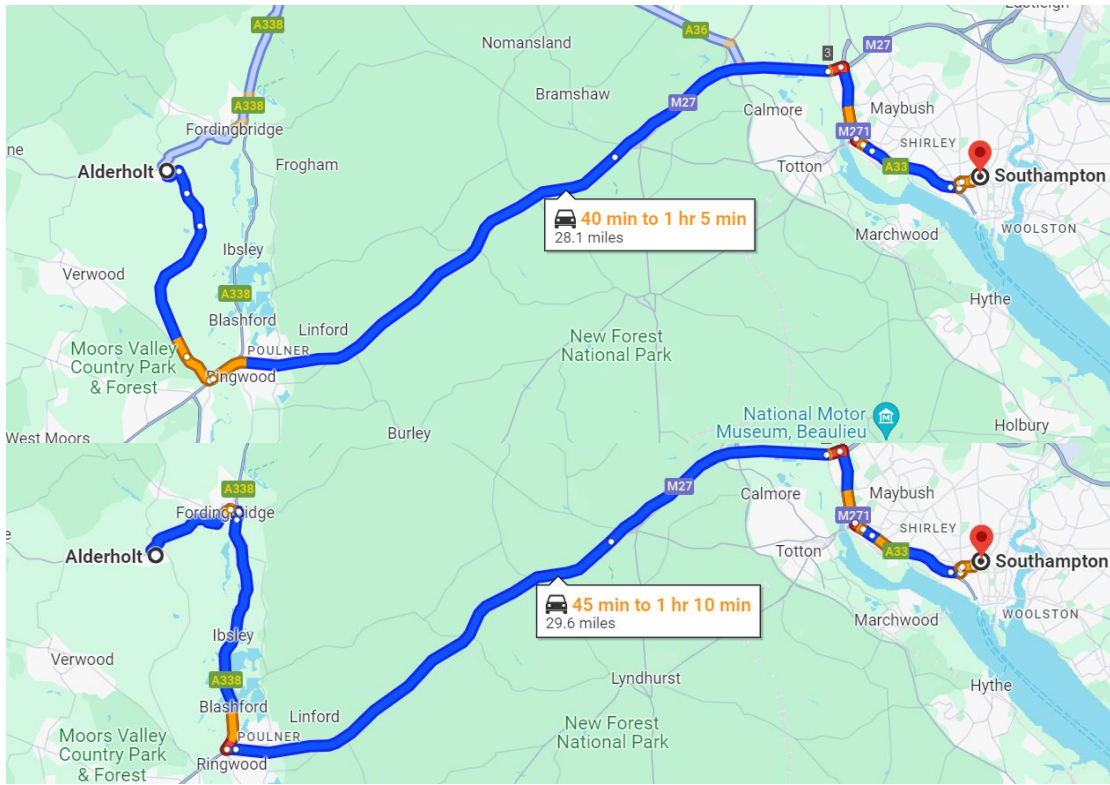 A338
Eastleigh
A36
M27
Nomansland
3
A338
Bramshaw
M27
Calmore
Maybush
Fordingbridge
M271
SHIRLEY
ne
Frogham
Alderholt
Totton
A33
Southampton
40 min to 1 hr 5 min
28.1 miles
Marchwood
WOOLSTON
Ibsley
Verwood
A338
Hythe
Blashford
Linford
New Forest
National Park
Moors Valley
Country Park
& Forest
POULNER
Ringwood
National Motor
Museum, Beaulieu
Holbury
West Moors
Burley
A338
M27
Calmore
Maybush
Fordingbridge
M271
SHIRLEY
Alderholt
Totton
A33
Southampton
45 min to 1 hr 10 min
29.6 miles
Marchwood
WOOLSTON
Ibsley
Verwood
A338
Lyndhurst
Hythe
Blashford
Linford
New Forest
National Park
Moors Valley
Country Park
& Forest
POULNER
Ringwood